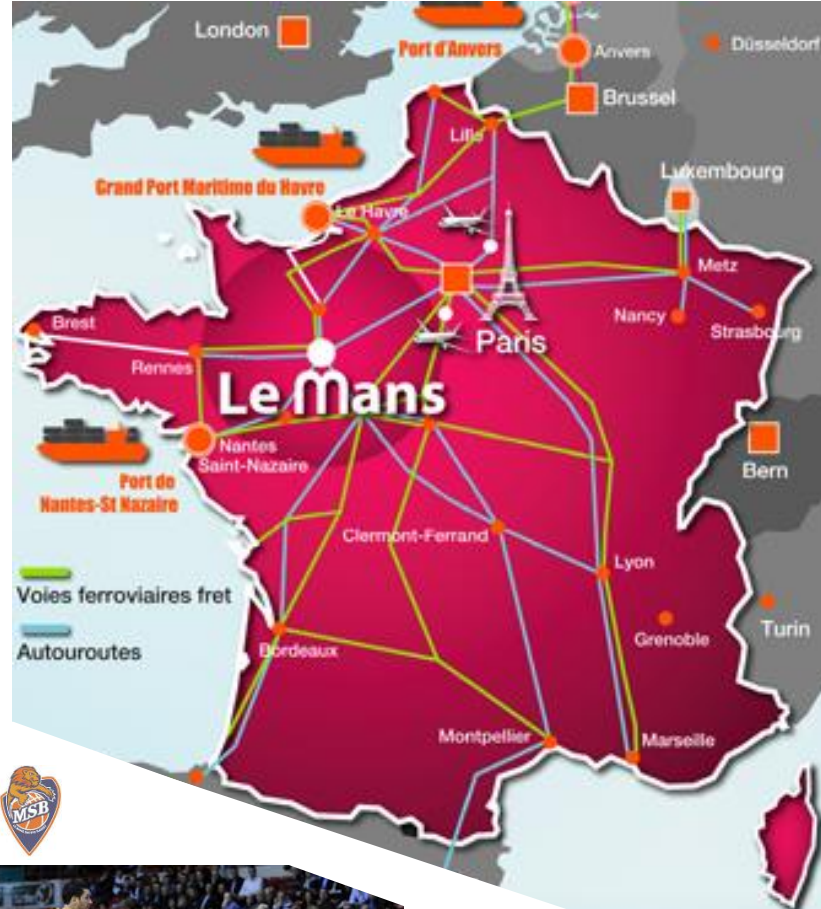 London
Port d'Anvers
Anvers
Düsseldorf
Brussel
Lille
Luxembourg
Grand Port Maritime du Havre
Le Havre
Metz
Nancy
Strasbourg
Paris
Brest
Rennes
Le Mans
Nantes
Saint-Nazaire
Port de
Nantes-St Nazaire
Bern
Clermont-Ferrand
Lyon
Voies ferroviaires fret
Autouroutes
Grenoble
Turin
Bordeaux
Montpellier
Marseille
MSB